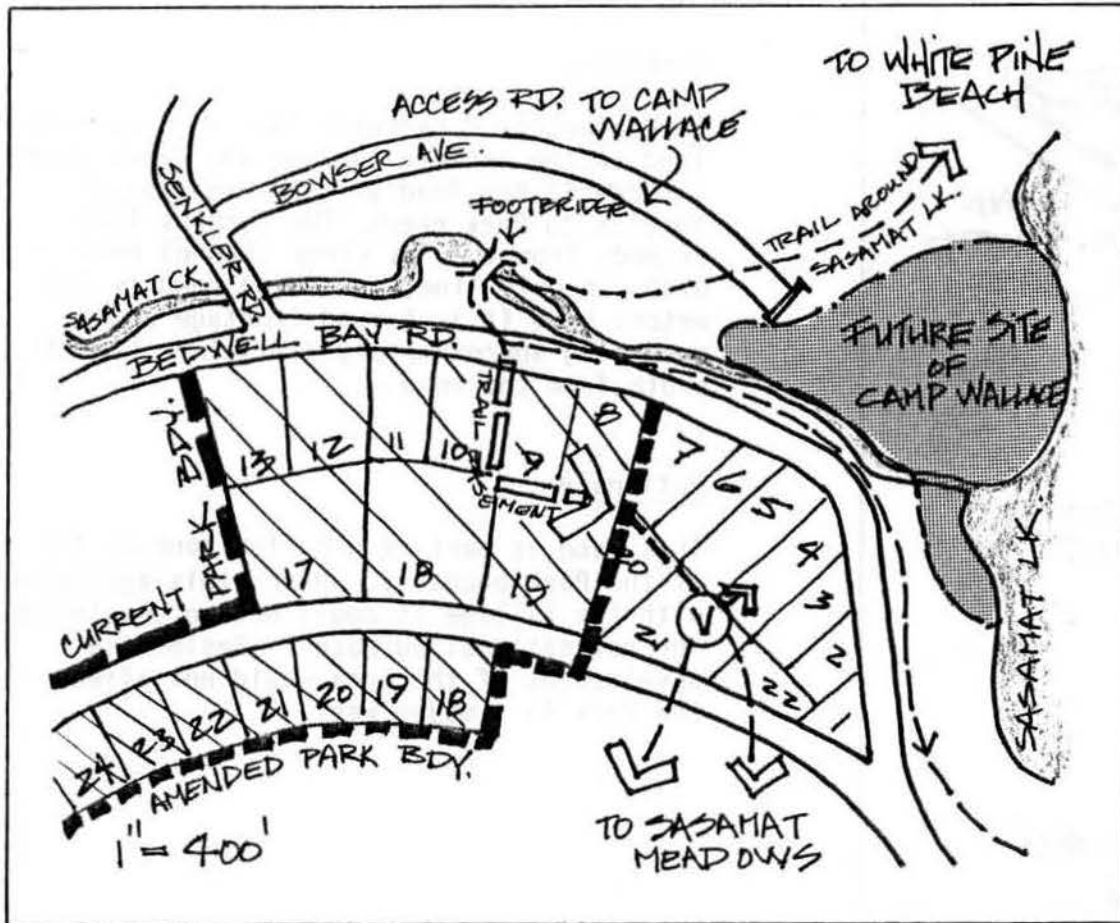 TO WHITE PINE
BEACH
ACCESS RD. TO CAMP
WALLACE
BOWSER AVE.
SENKLER RD.
FOOTBRIDGE
TRAIL AROUND
SASAMAT LK.
SASAMAT CK.
BEDWELL BAY RD.
FUTURE SITE
OF
CAMP WALLACE
TRAIL EASEMENT
13
12
11
10
9
8
7
6
5
4
3
2
1
17
18
19
20
21
22
V
CURRENT PARK BDY.
SASAMAT LK
24
23
22
21
20
19
18
AMENDED PARK BDY.
1" = 400'
TO SASAMAT
MEADOWS